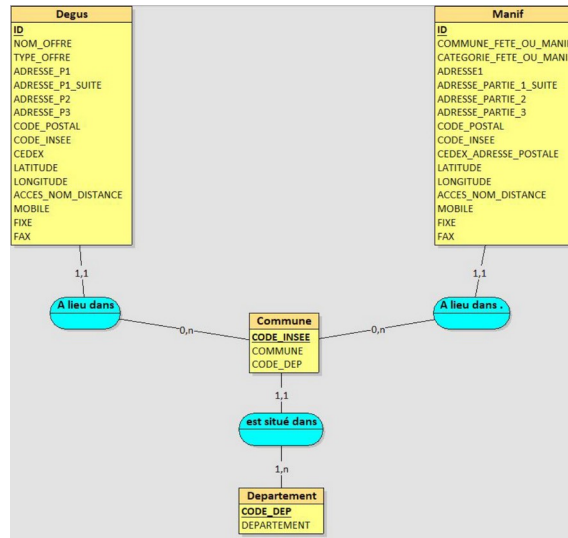 Degus
ID
NOM_OFFRE
TYPE_OFFRE
ADRESSE_P1
ADRESSE_P1_SUITE
ADRESSE_P2
ADRESSE_P3
CODE_POSTAL
CODE_INSEE
CEDEX
LATITUDE
LONGITUDE
ACCES_NOM_DISTANCE
MOBILE
FIXE
FAX
Manif
ID
COMMUNE_FETE_OU_MANI
CATEGORIE_FETE_OU_MANI
ADRESSE1
ADRESSE_PARTIE_1_SUITE
ADRESSE_PARTIE_2
ADRESSE_PARTIE_3
CODE_POSTAL
CODE_INSEE
CEDEX_ADRESSE_POSTALE
LATITUDE
LONGITUDE
ACCES_NOM_DISTANCE
MOBILE
FIXE
FAX
1,1
1,1
A lieu dans
A lieu dans .
0,n
0,n
Commune
CODE_INSEE
COMMUNE
CODE_DEP
1,1
est situé dans
1,n
Departement
CODE_DEP
DEPARTEMENT